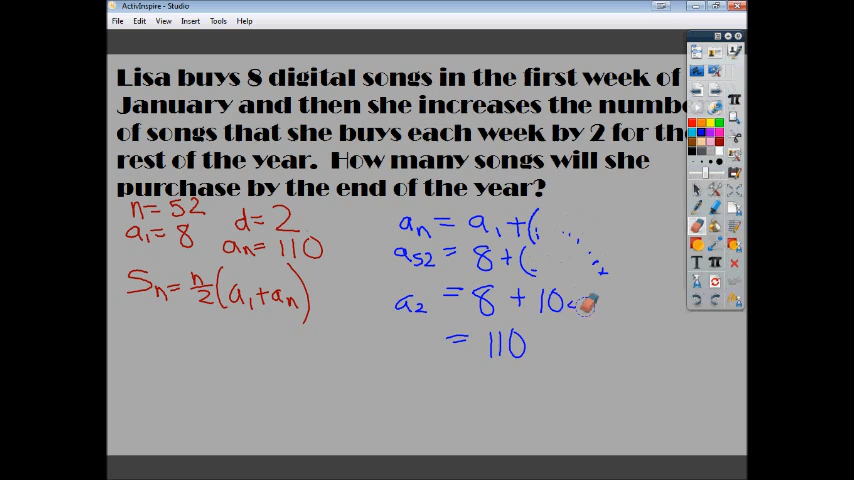 ActivInspire - Studio
File Edit View Insert Tools Help
Lisa buys 8 digital songs in the first week of
January and then she increases the numbe
of songs that she buys each week by 2 for the
rest of the year. How many songs will she
purchase by the end of the year?
n = 52
a₁ = 8
d = 2
aₙ = 110
Sₙ = n/2 (a₁ + aₙ)
aₙ = a₁ + (
a₅₂ = 8 + (
a₂ = 8 + 10
= 110